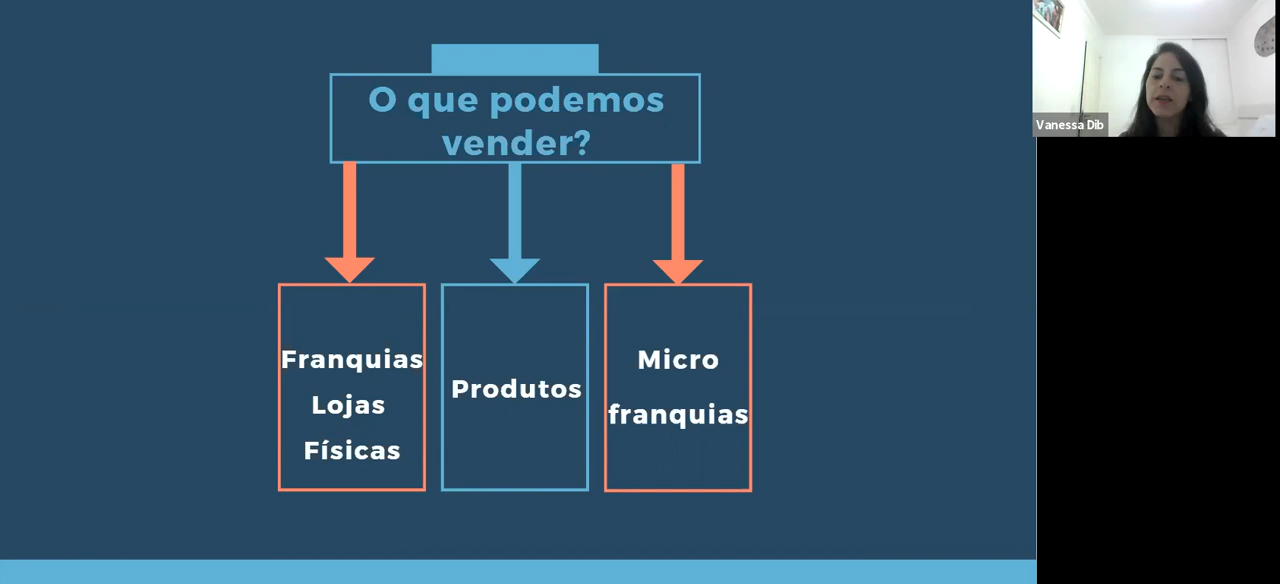 O que podemos
vender?
Franquias
Lojas
Físicas
Produtos
Micro
franquias
Vanessa Dib